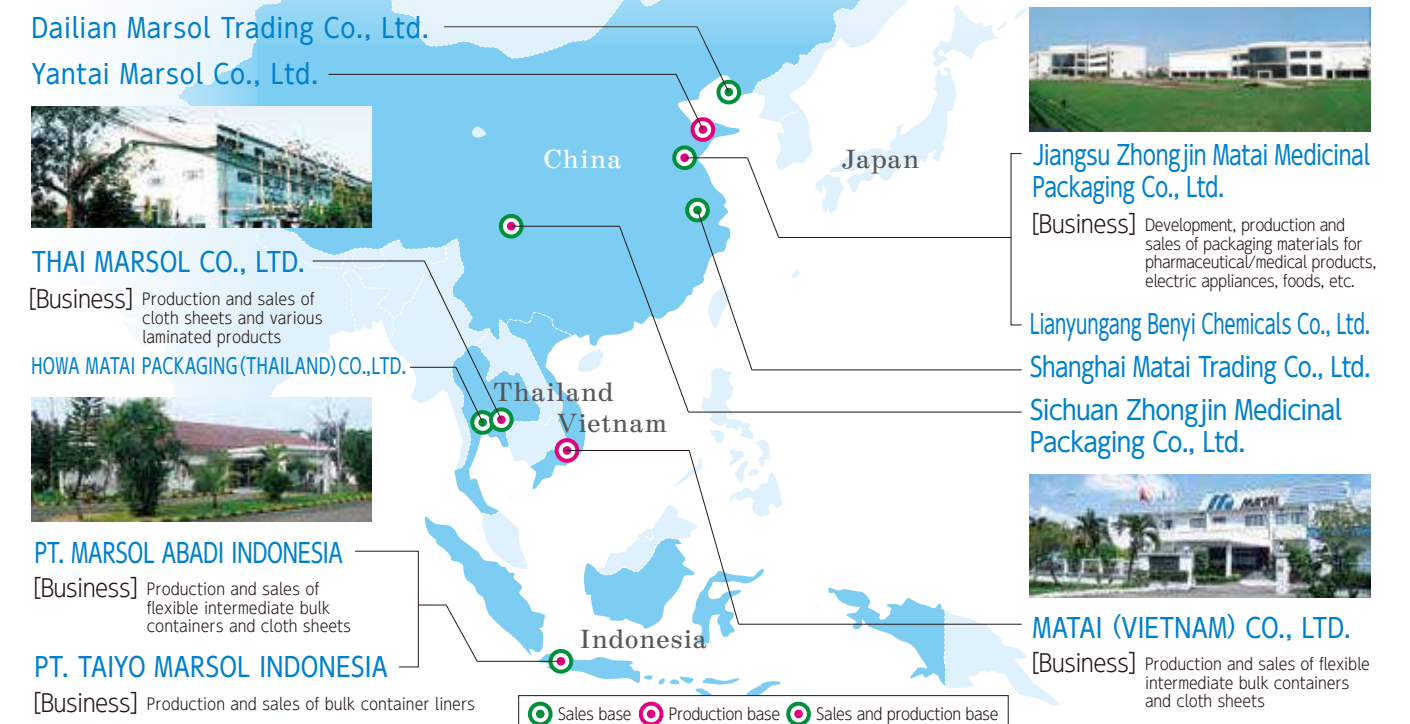 Dailian Marsol Trading Co., Ltd.
Yantai Marsol Co., Ltd.
THAI MARSOL CO., LTD.
[Business] Production and sales of
cloth sheets and various
laminated products
HOWA MATAI PACKAGING (THAILAND) CO.,LTD.
PT. MARSOL ABADI INDONESIA
[Business] Production and sales of
flexible intermediate bulk
containers and cloth sheets
PT. TAIYO MARSOL INDONESIA
[Business] Production and sales of bulk container liners
China
Japan
Thailand
Vietnam
Indonesia
Sales base Production base Sales and production base
Jiangsu Zhongjin Matai Medicinal
Packaging Co., Ltd.
[Business] Development, production and
sales of packaging materials for
pharmaceutical/medical products,
electric appliances, foods, etc.
Lianyungang Benyi Chemicals Co., Ltd.
Shanghai Matai Trading Co., Ltd.
Sichuan Zhongjin Medicinal
Packaging Co., Ltd.
MATAI
MATAI (VIETNAM) CO., LTD.
[Business] Production and sales of flexible
intermediate bulk containers
and cloth sheets